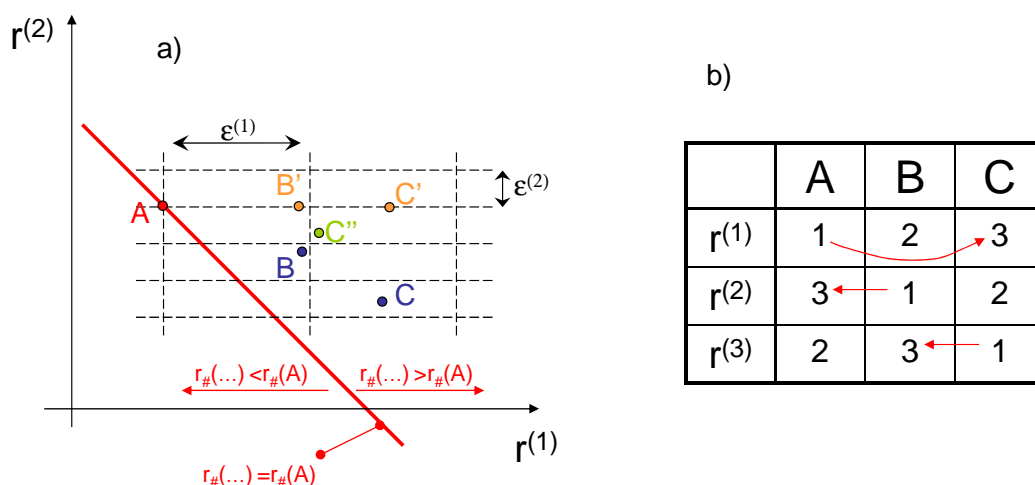 r(2)
a)
ε(1)
ε(2)
B’
C’
A
C’’
B
C
r#(…) <r#(A)
r#(…) >r#(A)
r(1)
r#(…) =r#(A)
b)
A B C
r(1) 1 2 3
r(2) 3 1 2
r(3) 2 3 1